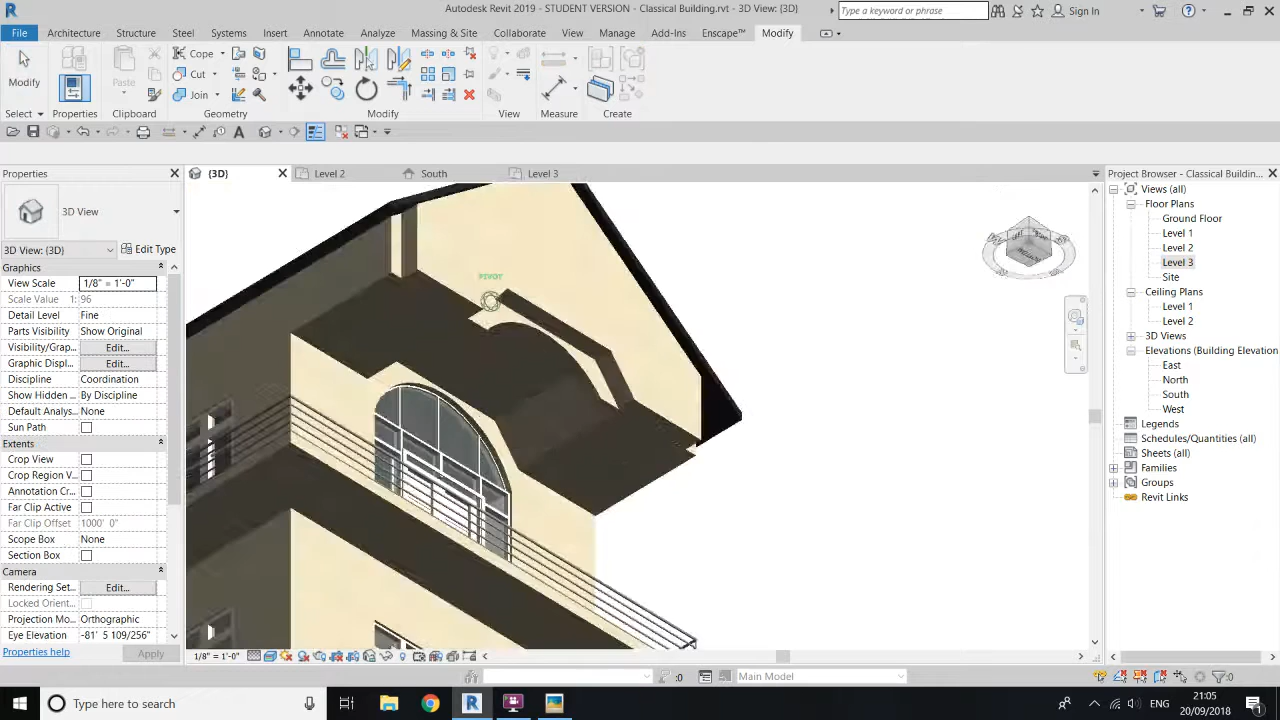 Autodesk Revit 2019 - STUDENT VERSION - Classical Building.rvt - 3D View: {3D}
Type a keyword or phrase
Sign In
File Architecture Structure Steel Systems Insert Annotate Analyze Massing & Site Collaborate View Manage Add-Ins Enscape™ Modify
Modify Paste Cope Cut Join
Select Properties Clipboard Geometry Modify View Measure Create
{3D} Level 2 South Level 3
Properties
3D View
3D View: {3D} Edit Type
Graphics
View Scale 1/8" = 1'-0"
Scale Value 1: 96
Detail Level Fine
Parts Visibility Show Original
Visibility/Grap... Edit...
Graphic Displ... Edit...
Discipline Coordination
Show Hidden ... By Discipline
Default Analys... None
Sun Path
Extents
Crop View
Crop Region V...
Annotation Cr...
Far Clip Active
Far Clip Offset 1000' 0"
Scope Box None
Section Box
Camera
Rendering Set... Edit...
Locked Orient...
Projection Mo... Orthographic
Eye Elevation -81' 5 109/256"
Properties help Apply
PIVOT
Project Browser - Classical Building...
Views (all)
Floor Plans
Ground Floor
Level 1
Level 2
Level 3
Site
Ceiling Plans
Level 1
Level 2
3D Views
Elevations (Building Elevation
East
North
South
West
Legends
Schedules/Quantities (all)
Sheets (all)
Families
Groups
Revit Links
1/8" = 1'-0"
:0 Main Model :0
Type here to search
21:05
20/09/2018